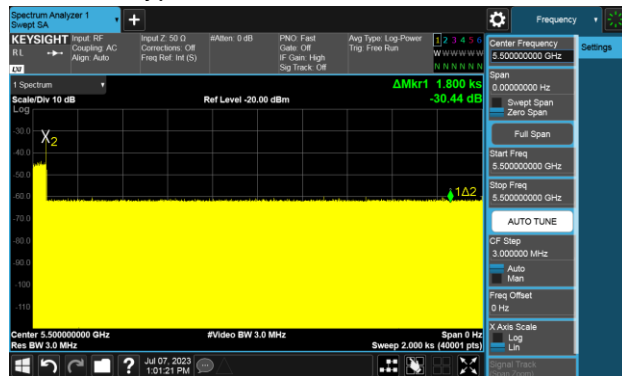 Spectrum Analyzer 1
Swept SA
Frequency
KEYSIGHT
Input: RF
Input Z: 50 Ω
#Atten: 0 dB
PNO: Fast
Avg Type: Log-Power
1 2 3 4 5 6
RL
Coupling: AC
Corrections: Off
Gate: Off
Trig: Free Run
W W W W W W
Align: Auto
Freq Ref: Int (S)
IF Gain: High
Sig Track: Off
N N N N N N
LXI
1 Spectrum
ΔMkr1 1.800 ks
Scale/Div 10 dB
Ref Level -20.00 dBm
-30.44 dB
Log
-30.0
-40.0
-50.0
-60.0
-70.0
-80.0
-90.0
-100
-110
X2
1Δ2
Center 5.500000000 GHz
#Video BW 3.0 MHz
Span 0 Hz
Res BW 3.0 MHz
Sweep 2.000 ks (40001 pts)
Center Frequency
5.500000000 GHz
Settings
Span
0.00000000 Hz
Swept Span
Zero Span
Full Span
Start Freq
5.500000000 GHz
Stop Freq
5.500000000 GHz
AUTO TUNE
CF Step
3.000000 MHz
Auto
Man
Freq Offset
0 Hz
X Axis Scale
Log
Lin
Signal Track
(Span Zoom)
?
Jul 07, 2023
1:01:21 PM